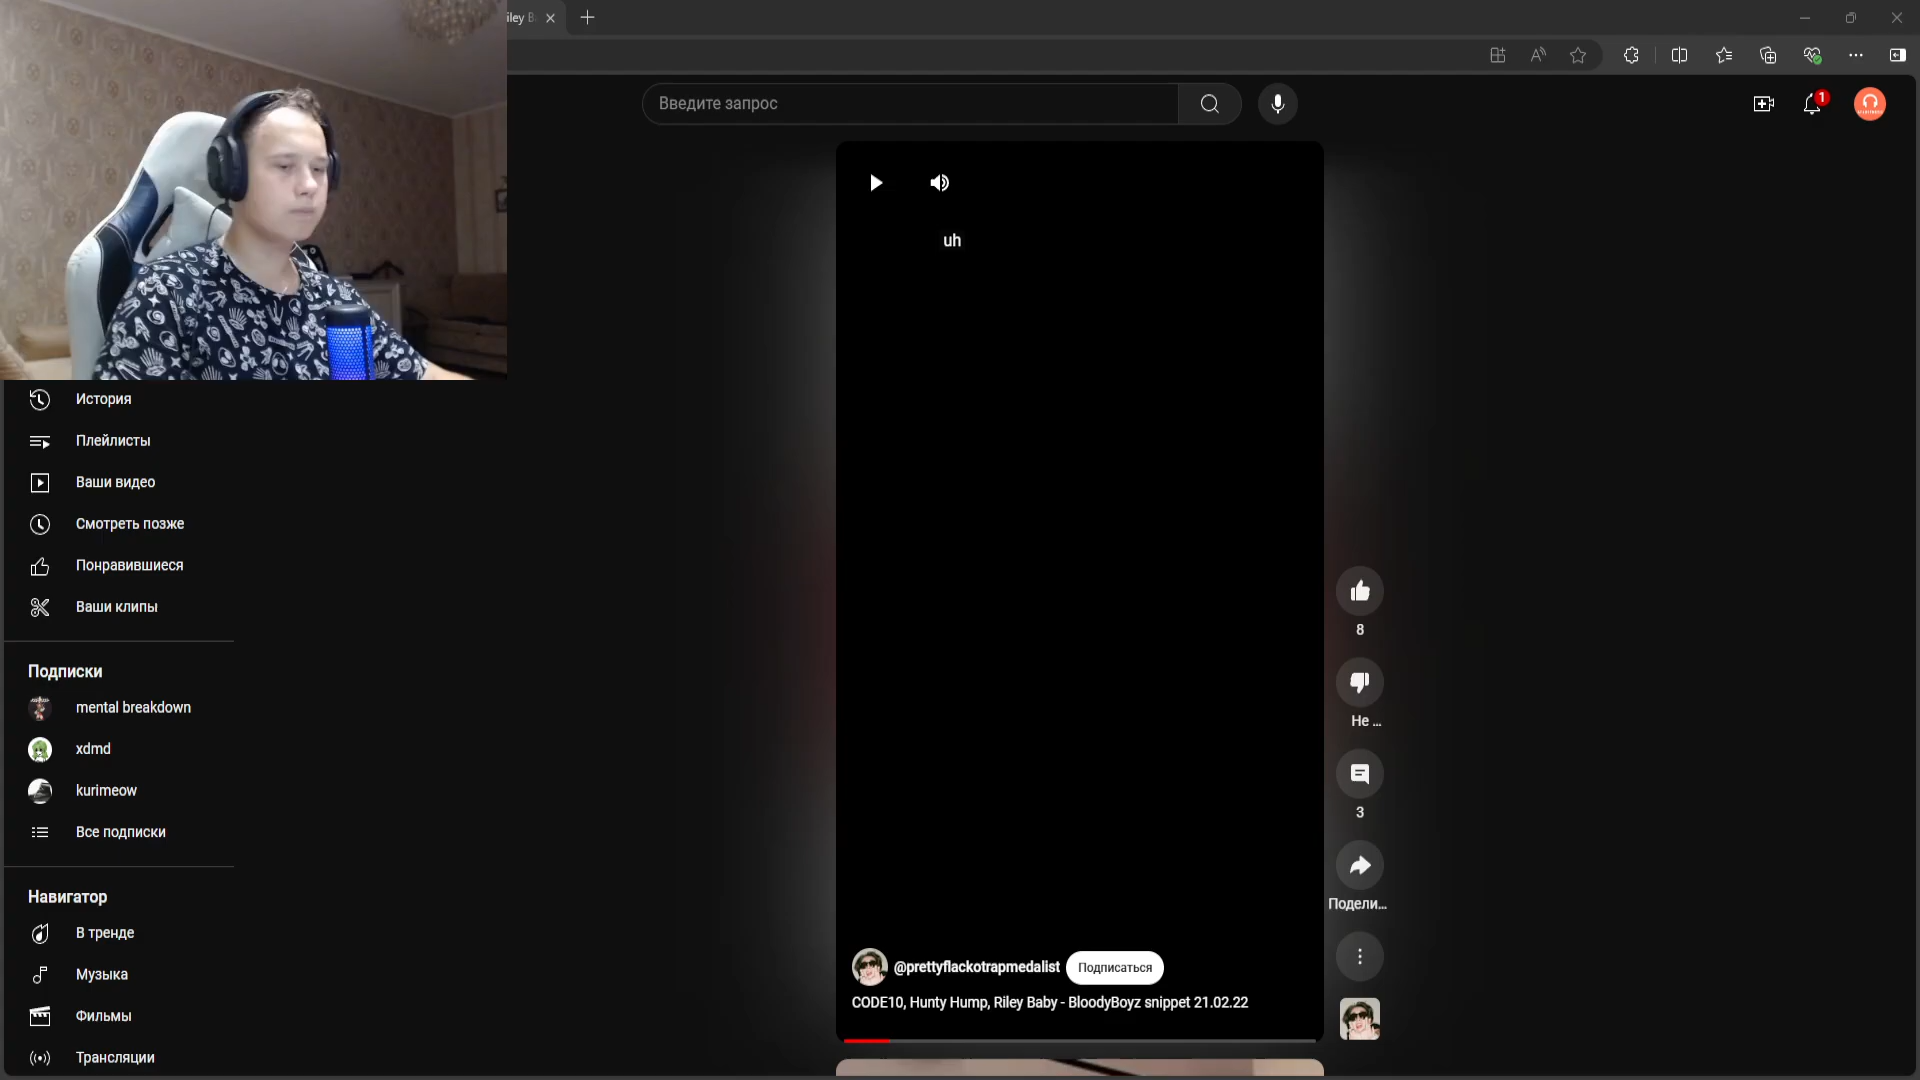 iley B
Введите запрос
1
uh
История
Плейлисты
Ваши видео
Смотреть позже
Понравившиеся
Ваши клипы
Подписки
mental breakdown
xdmd
kurimeow
Все подписки
Навигатор
В тренде
Музыка
Фильмы
Трансляции
8
Не ...
3
Подели...
@prettyflackotrapmedalist
Подписаться
CODE10, Hunty Hump, Riley Baby - BloodyBoyz snippet 21.02.22